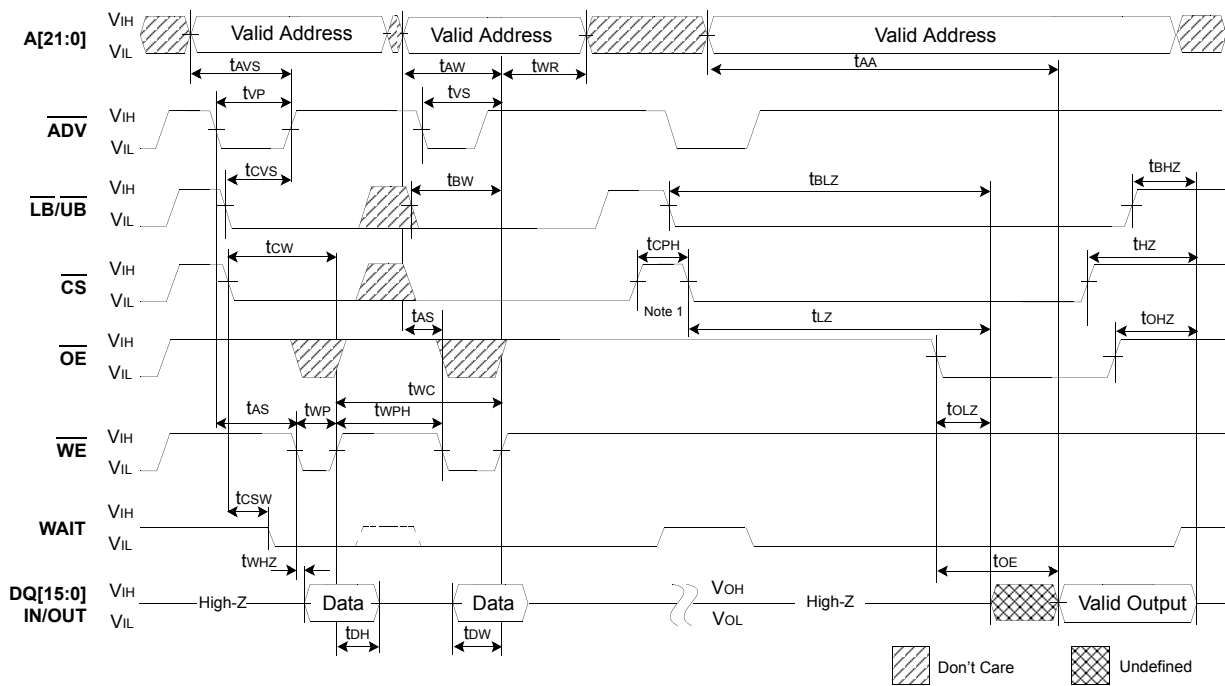 A[21:0] VIH VIL Valid Address Valid Address Valid Address
tAVS tAW tWR tAA
tVP tVS
ADV VIH VIL
tCVS tBW tBLZ tBHZ
LB/UB VIH VIL
tCW tCPH tHZ
CS VIH VIL
Note 1
tAS tLZ tOHZ
OE VIH VIL
tWC
tAS tWP tWPH tOLZ
WE VIH VIL
tCSW
WAIT VIH VIL
tWHZ tOE
DQ[15:0] IN/OUT VIH VIL High-Z Data Data VOH VOL High-Z Valid Output
tDH tDW
Don't Care Undefined